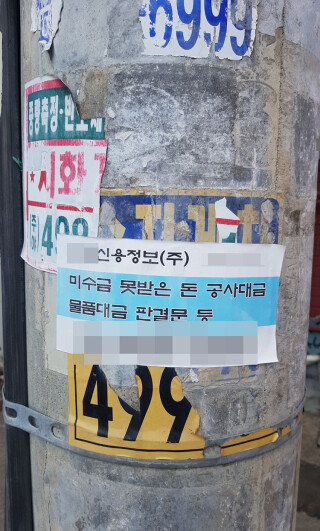 6999
시화
498
신용정보(주)
미수금 못받은 돈 공사대금
물품대금 판결문 등
499